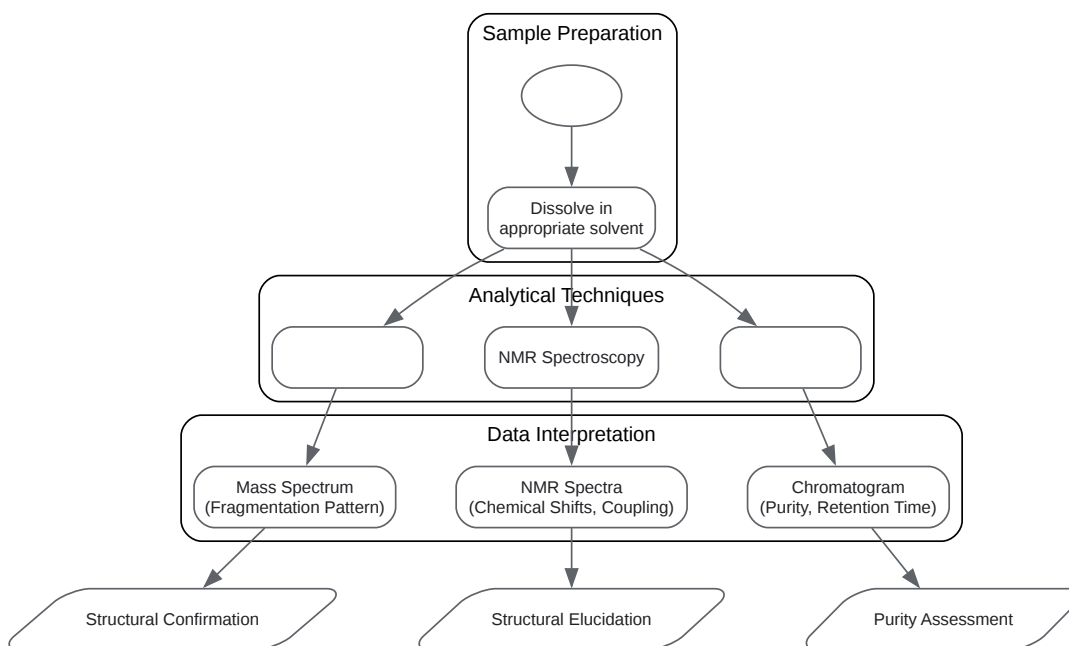 Sample Preparation
Dissolve in
appropriate solvent
Analytical Techniques
NMR Spectroscopy
Data Interpretation
Mass Spectrum
(Fragmentation Pattern)
NMR Spectra
(Chemical Shifts, Coupling)
Chromatogram
(Purity, Retention Time)
Structural Confirmation
Structural Elucidation
Purity Assessment